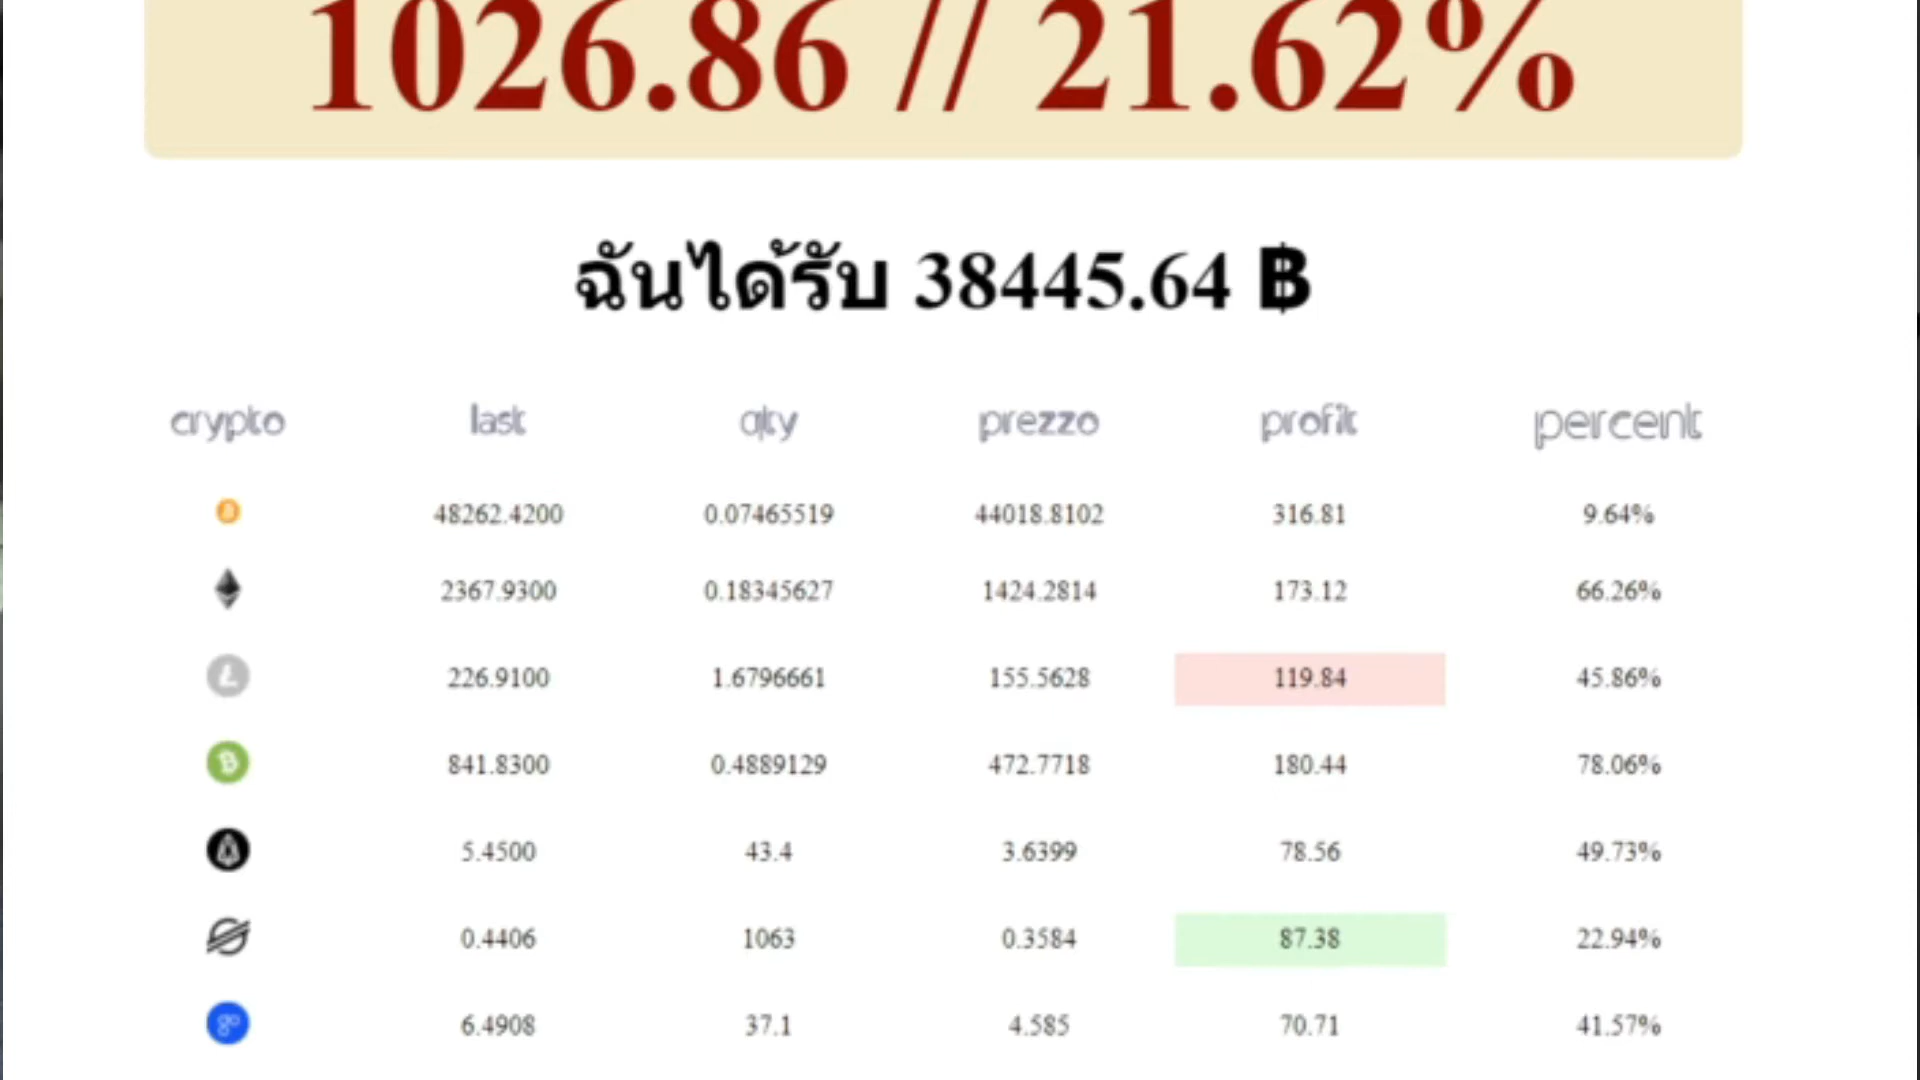 1026.86 // 21.62%
ฉันได้รับ 38445.64 ฿
crypto last qty prezzo profit percent
48262.4200 0.07465519 44018.8102 316.81 9.64%
2367.9300 0.18345627 1424.2814 173.12 66.26%
226.9100 1.6796661 155.5628 119.84 45.86%
841.8300 0.4889129 472.7718 180.44 78.06%
5.4500 43.4 3.6399 78.56 49.73%
0.4406 1063 0.3584 87.38 22.94%
6.4908 37.1 4.585 70.71 41.57%